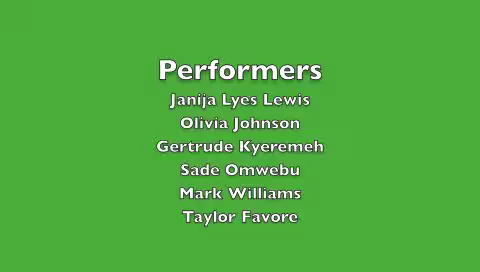 Performers
Janija Lyes Lewis
Olivia Johnson
Gertrude Kyeremeh
Sade Omwebu
Mark Williams
Taylor Favore